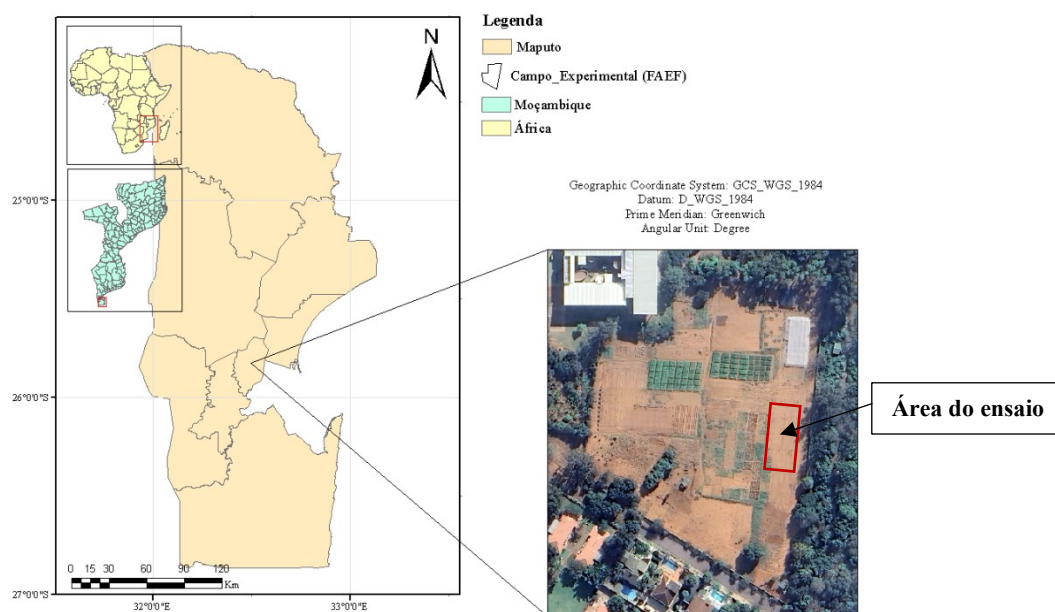 Legenda
Maputo
Campo_Experimental (FAEF)
Moçambique
África
N
Geographic Coordinate System: GCS_WGS_1984
Datum: D_WGS_1984
Prime Meridian: Greenwich
Angular Unit: Degree
25°0'0"S
26°0'0"S
27°0'0"S
Área do ensaio
0 15 30 60 90 120
Km
32°0'0"E
33°0'0"E